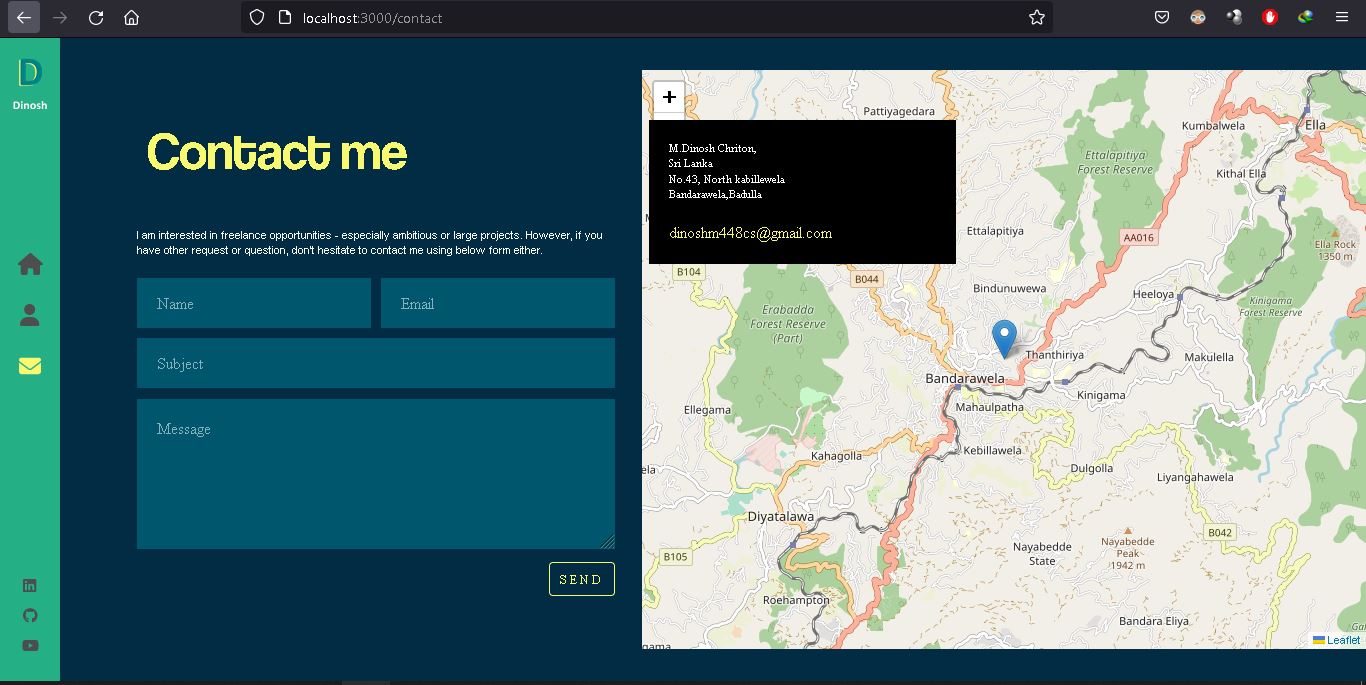 localhost:3000/contact
D
Dinosh
Contact me
I am interested in freelance opportunities - especially ambitious or large projects. However, if you
have other request or question, don't hesitate to contact me using below form either.
Name
Email
Subject
Message
SEND
+
M.Dinosh Chriton,
Sri Lanka
No.43, North kabillewela
Bandarawela,Badulla
dinoshm448cs@gmail.com
Pattiyagedara
Kumbalwela
Ella
Ettalapitiya
Forest Reserve
Kithal Ella
AA016
Ettalapitiya
Ella Rock
1350 m
B104
B044
Bindunuwewa
Heeloya
Kinigama
Forest Reserve
Erabadda
Forest Reserve
(Part)
Thanthiriya
Makulella
Bandarawela
Kinigama
Mahaulpatha
Ellegama
Kebillawela
Kahagolla
ela
Dulgolla
Liyangahawela
Diyatalawa
B042
Nayabedde
State
Nayabedde
Peak
1942 m
B105
Roehampton
Bandara Eliya
gama
Leaflet